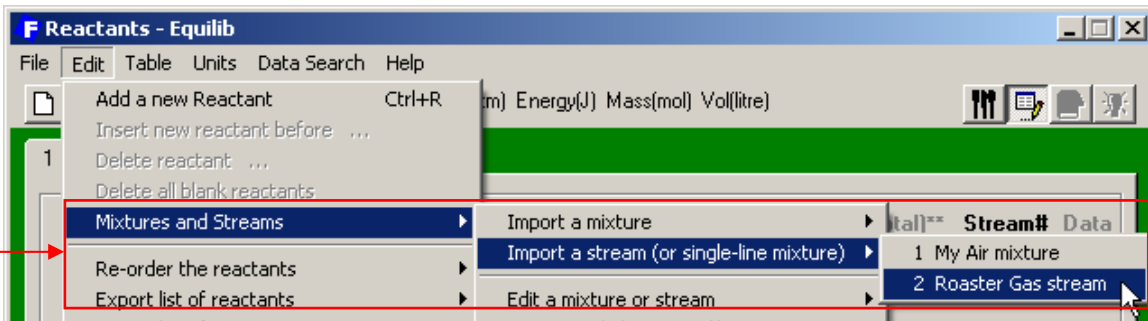 F Reactants - Equilib
File Edit Table Units Data Search Help
Add a new Reactant Ctrl+R
tm) Energy(J) Mass(mol) Vol(litre)
Insert new reactant before ...
1
Delete reactant ...
Delete all blank reactants
Mixtures and Streams
Import a mixture
tal)** Stream# Data
Import a stream (or single-line mixture)
1 My Air mixture
Re-order the reactants
2 Roaster Gas stream
Export list of reactants
Edit a mixture or stream